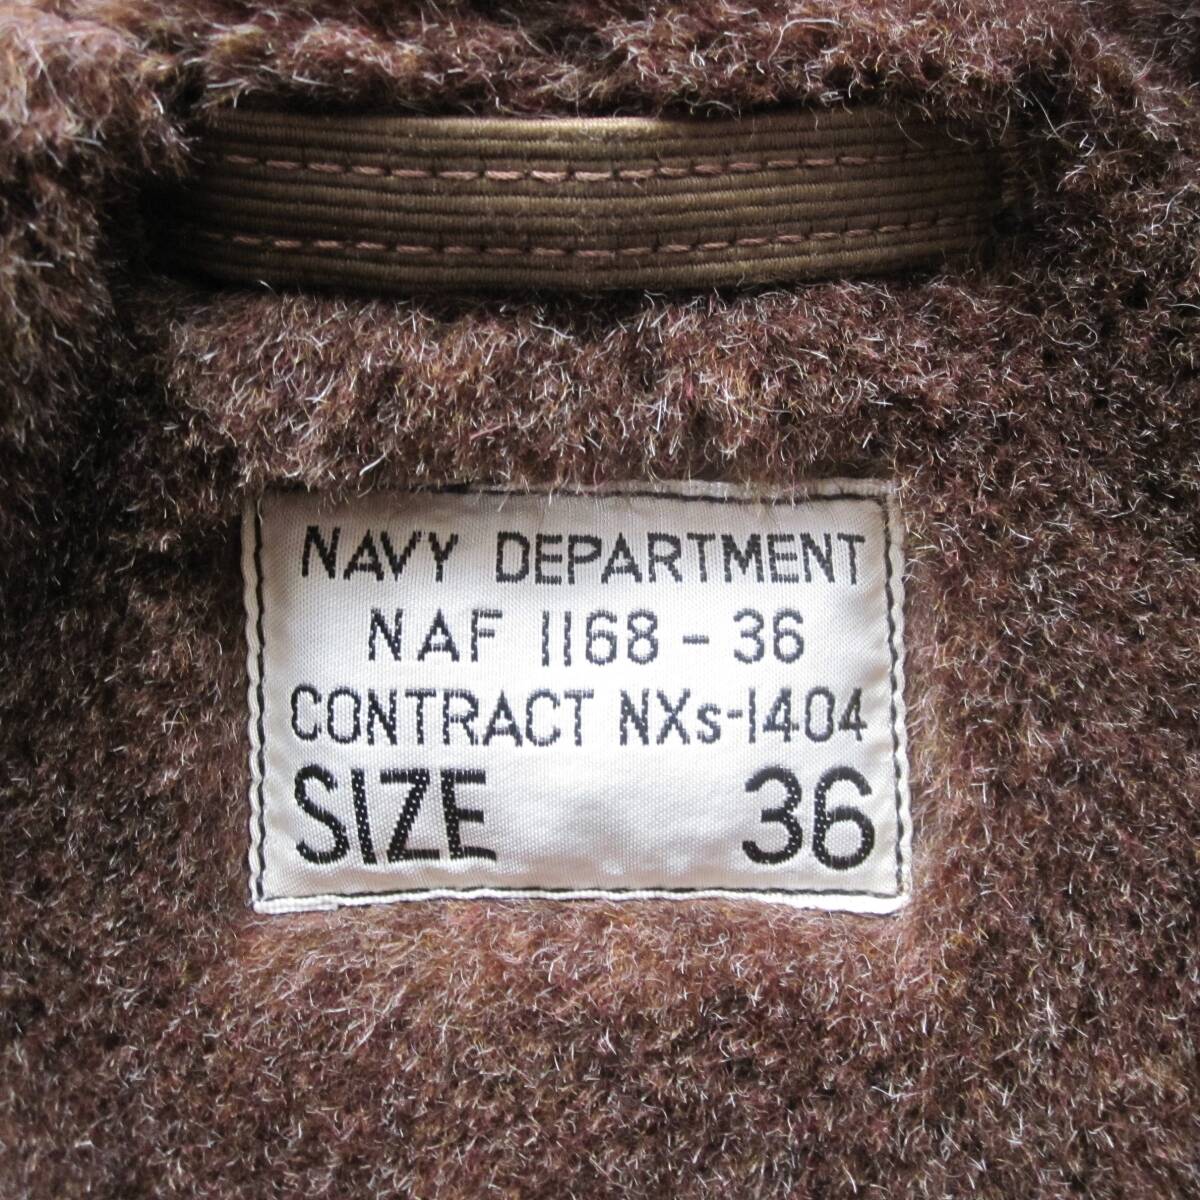 NAVY DEPARTMENT
NAF 1168 - 36
CONTRACT NXs-1404
SIZE 36